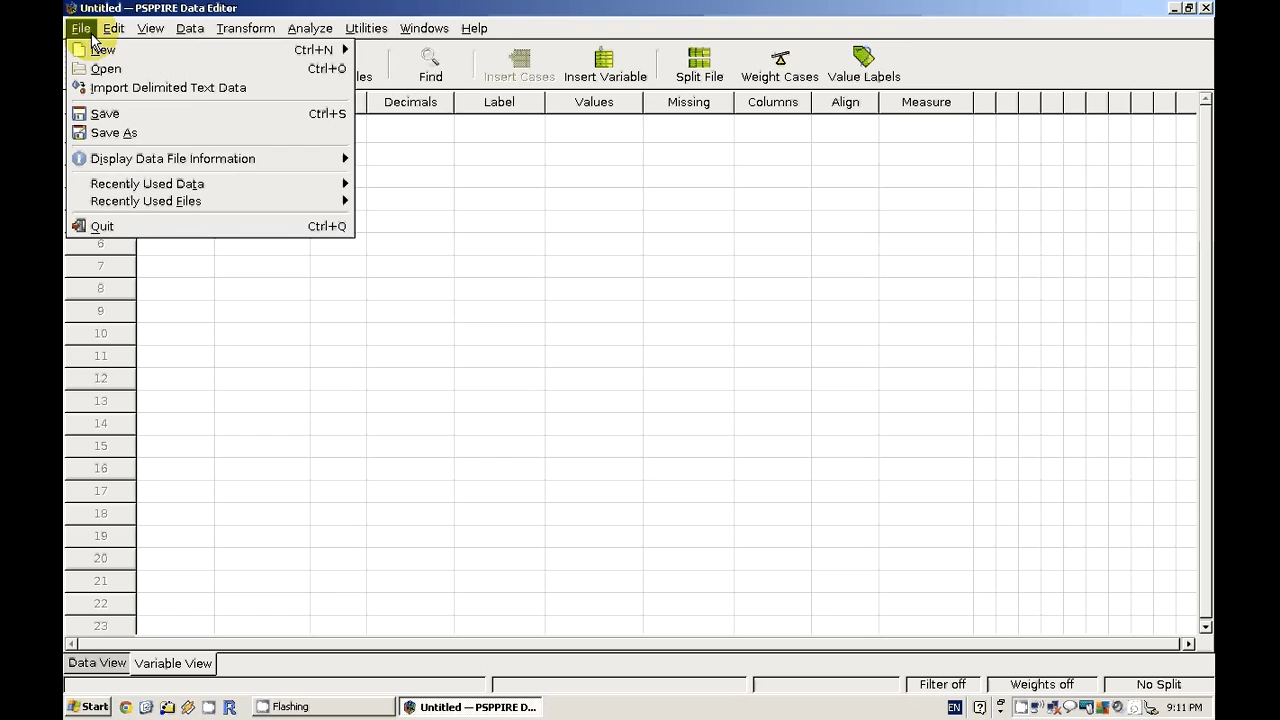 Untitled — PSPPIRE Data Editor
File Edit View Data Transform Analyze Utilities Windows Help
New Ctrl+N
Open Ctrl+O
Import Delimited Text Data
Save Ctrl+S
Save As
Display Data File Information
Recently Used Data
Recently Used Files
Quit Ctrl+Q
Find Insert Cases Insert Variable Split File Weight Cases Value Labels
Decimals Label Values Missing Columns Align Measure
6
7
8
9
10
11
12
13
14
15
16
17
18
19
20
21
22
23
Data View Variable View
Filter off Weights off No Split
Start Flashing Untitled — PSPPIRE D... EN 9:11 PM